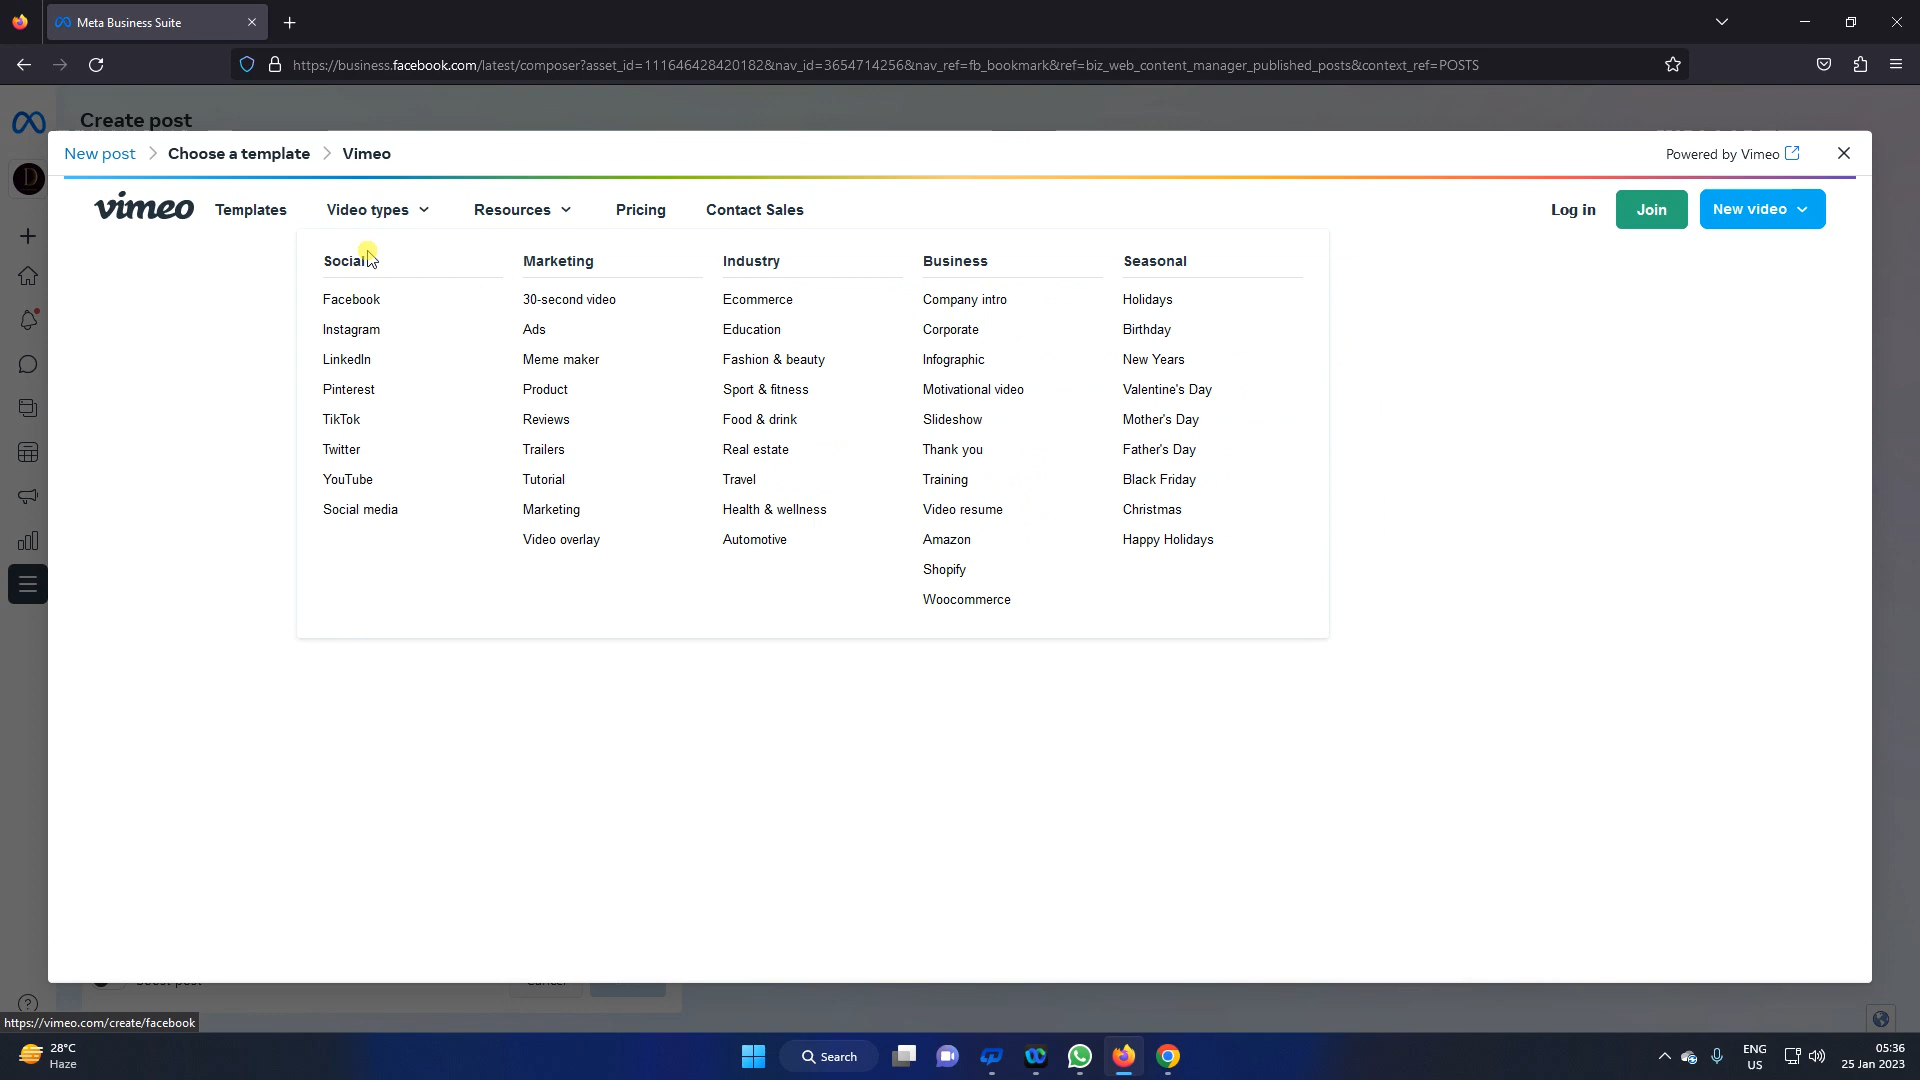 Meta Business Suite
https://business.facebook.com/latest/composer?asset_id=111646428420182&nav_id=3654714256&nav_ref=fb_bookmark&ref=biz_web_content_manager_published_posts&context_ref=POSTS
Create post
New post > Choose a template > Vimeo
Powered by Vimeo
vimeo Templates Video types Resources Pricing Contact Sales Log in Join New video
Social Marketing Industry Business Seasonal
Facebook 30-second video Ecommerce Company intro Holidays
Instagram Ads Education Corporate Birthday
LinkedIn Meme maker Fashion & beauty Infographic New Years
Pinterest Product Sport & fitness Motivational video Valentine's Day
TikTok Reviews Food & drink Slideshow Mother's Day
Twitter Trailers Real estate Thank you Father's Day
YouTube Tutorial Travel Training Black Friday
Social media Marketing Health & wellness Video resume Christmas
Video overlay Automotive Amazon Happy Holidays
Shopify
Woocommerce
https://vimeo.com/create/facebook
28°C
Haze
Search
ENG
US
05:36
25 Jan 2023